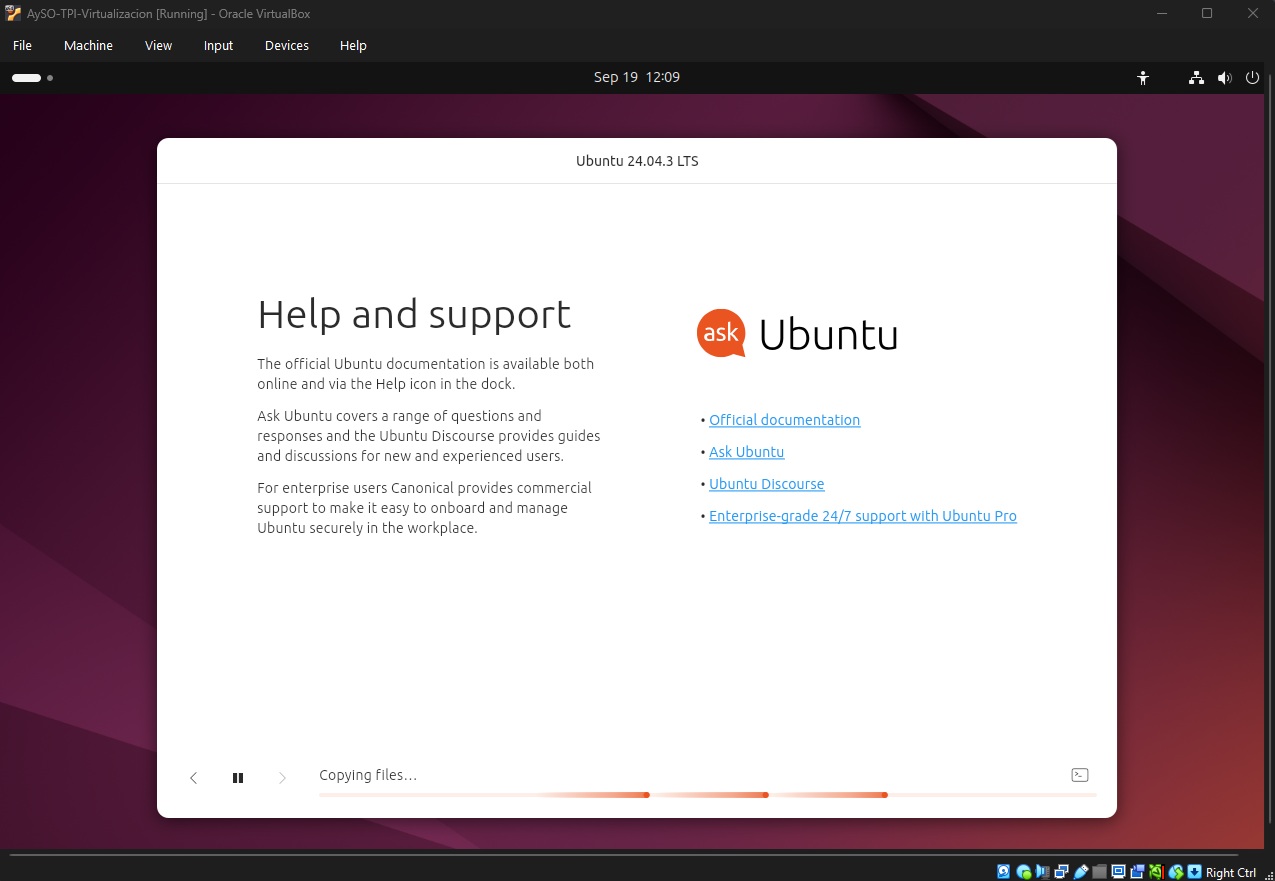 AySO-TPI-Virtualizacion [Running] - Oracle VirtualBox
File Machine View Input Devices Help
Sep 19 12:09
Ubuntu 24.04.3 LTS
Help and support
The official Ubuntu documentation is available both
online and via the Help icon in the dock.
Ask Ubuntu covers a range of questions and
responses and the Ubuntu Discourse provides guides
and discussions for new and experienced users.
For enterprise users Canonical provides commercial
support to make it easy to onboard and manage
Ubuntu securely in the workplace.
ask Ubuntu
• Official documentation
• Ask Ubuntu
• Ubuntu Discourse
• Enterprise-grade 24/7 support with Ubuntu Pro
Copying files...
Right Ctrl